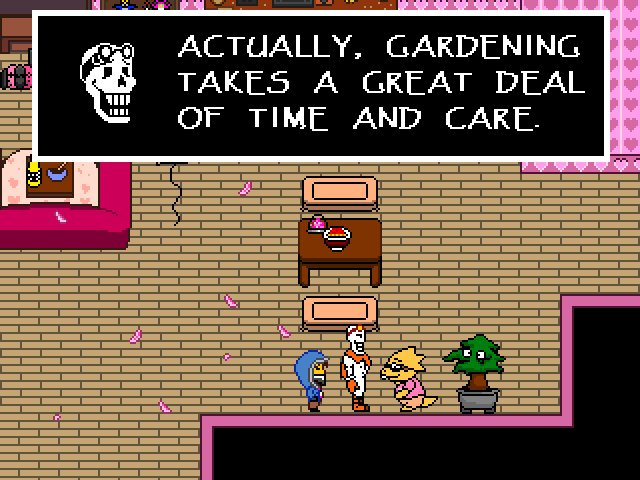 ACTUALLY, GARDENING
TAKES A GREAT DEAL
OF TIME AND CARE.